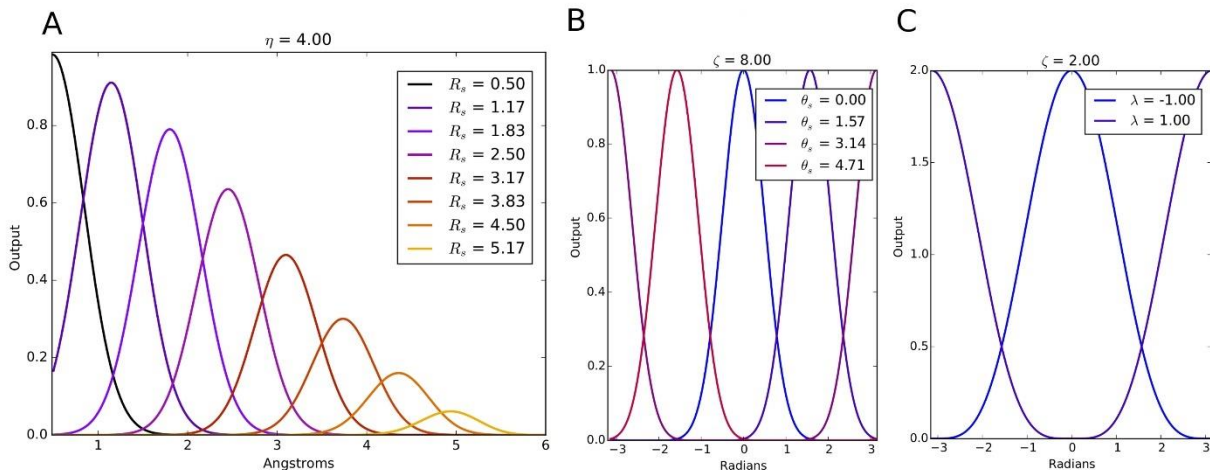 A
η = 4.00
Output
0.8
0.6
0.4
0.2
0.0
1 2 3 4 5 6
Angstroms
R_s = 0.50
R_s = 1.17
R_s = 1.83
R_s = 2.50
R_s = 3.17
R_s = 3.83
R_s = 4.50
R_s = 5.17
B
ζ = 8.00
Output
1.0
0.8
0.6
0.4
0.2
0.0
−3 −2 −1 0 1 2 3
Radians
θ_s = 0.00
θ_s = 1.57
θ_s = 3.14
θ_s = 4.71
C
ζ = 2.00
Output
2.0
1.5
1.0
0.5
0.0
−3 −2 −1 0 1 2 3
Radians
λ = -1.00
λ = 1.00